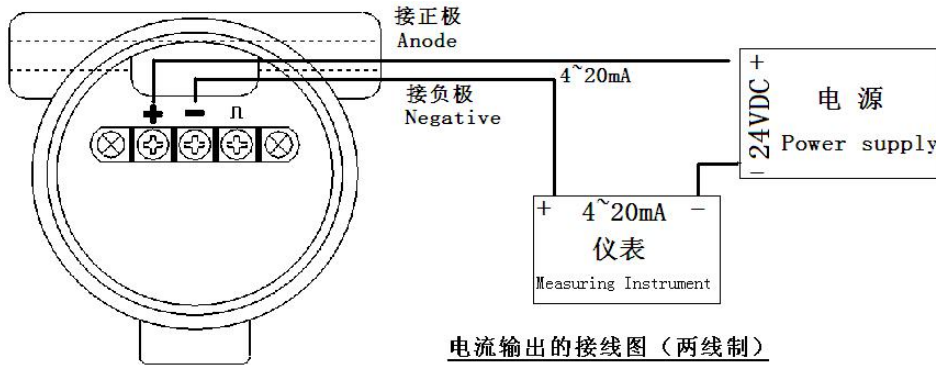 接正极
Anode
4~20mA
接负极
Negative
+ - ⎍
+
24VDC
-
电 源
Power supply
+ 4~20mA -
仪表
Measuring Instrument
电流输出的接线图（两线制）